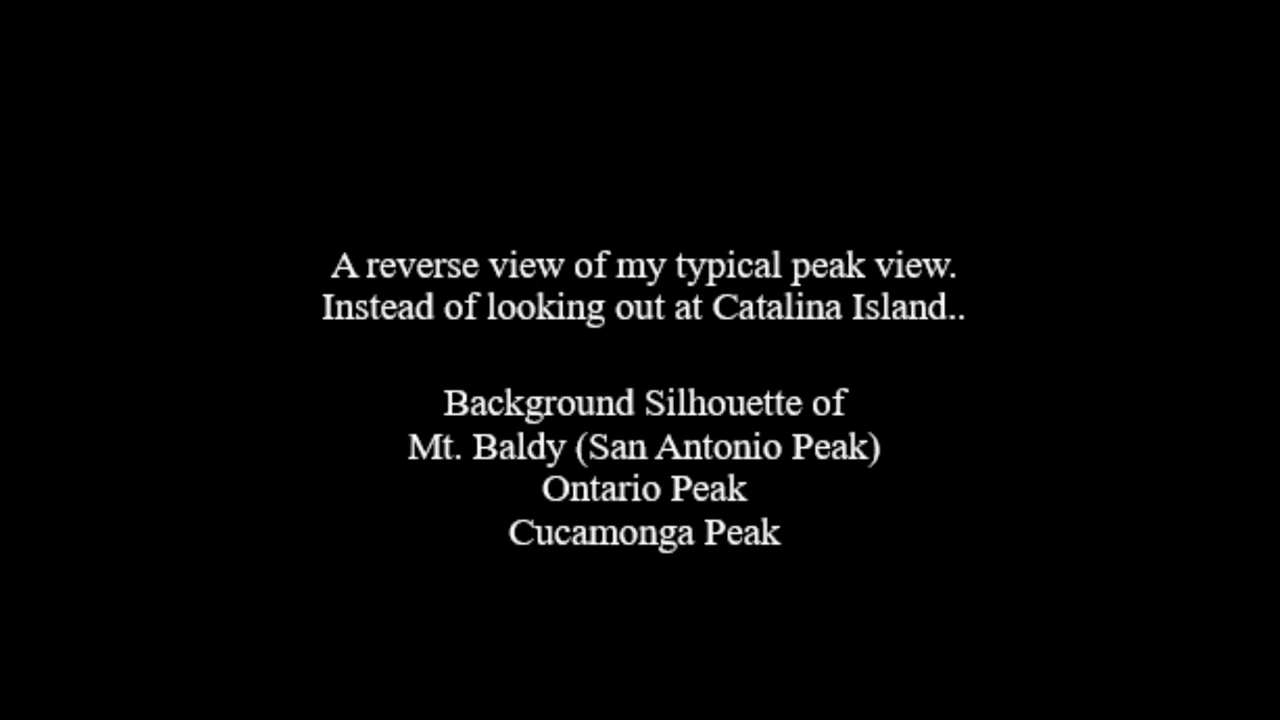 A reverse view of my typical peak view.
Instead of looking out at Catalina Island..
Background Silhouette of
Mt. Baldy (San Antonio Peak)
Ontario Peak
Cucamonga Peak